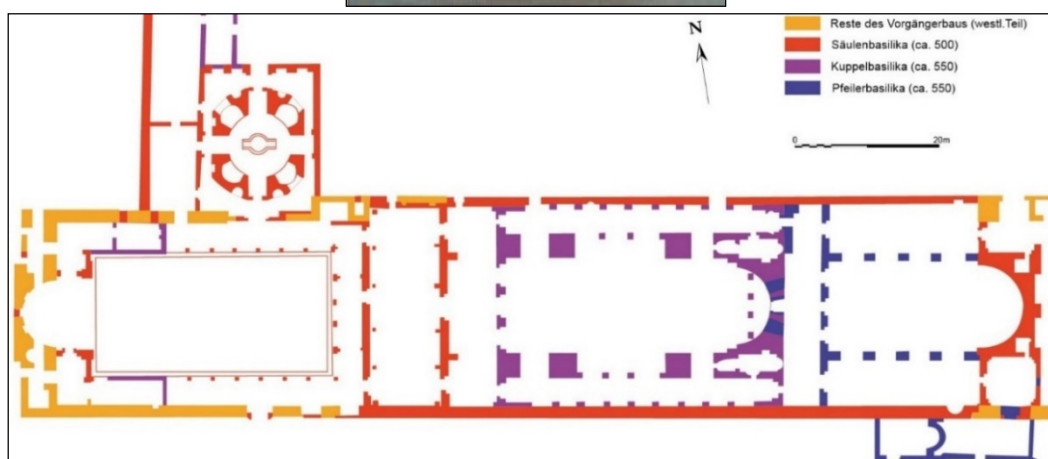 N
Reste des Vorgängerbaus (westl.Teil)
Säulenbasilika (ca. 500)
Kuppelbasilika (ca. 550)
Pfeilerbasilika (ca. 550)
0 20m